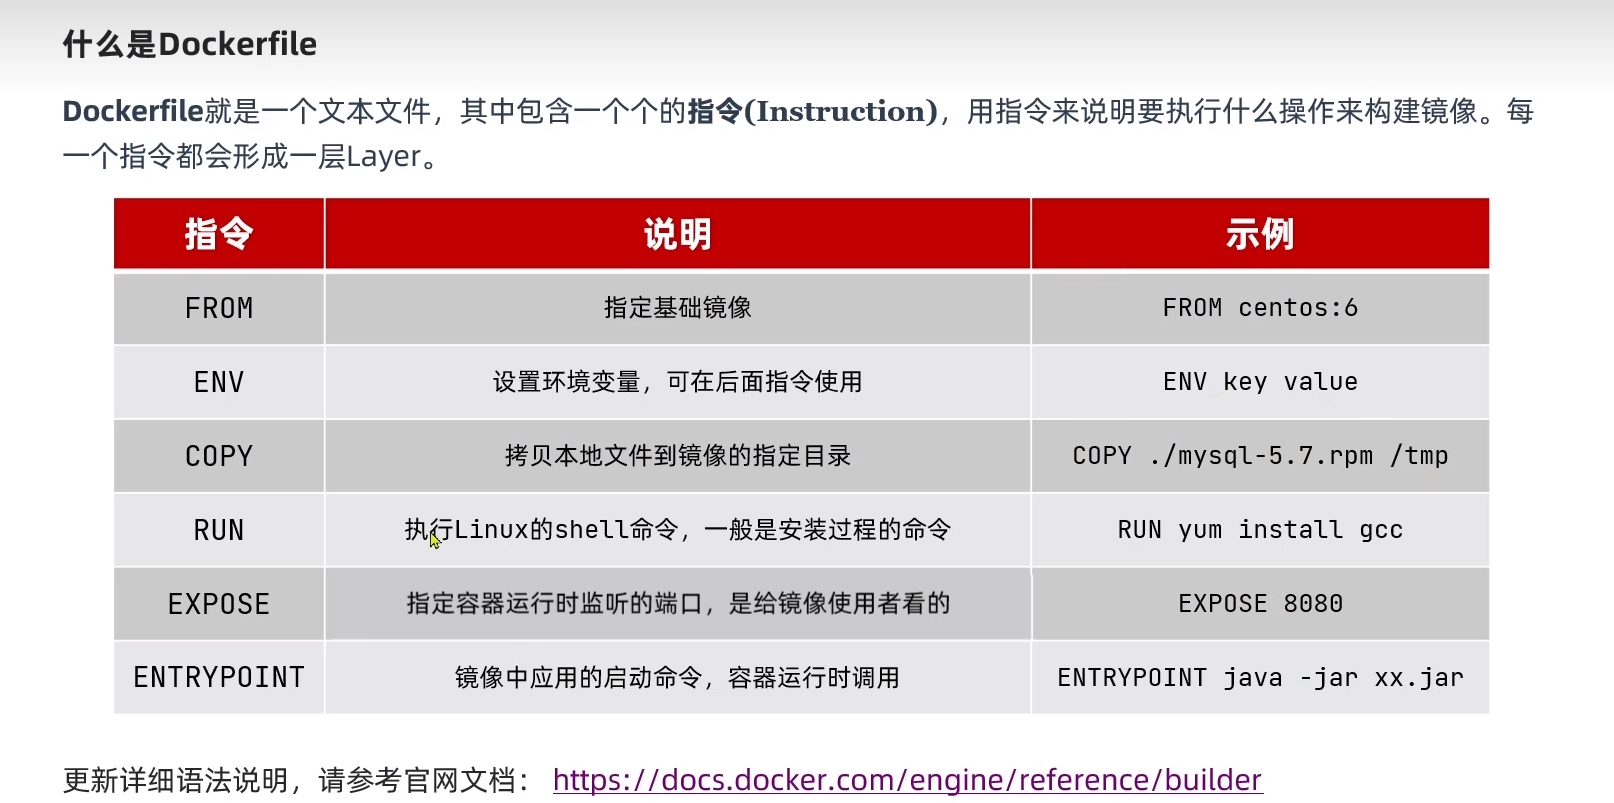 什么是Dockerfile
Dockerfile就是一个文本文件，其中包含一个个的指令(Instruction)，用指令来说明要执行什么操作来构建镜像。每
一个指令都会形成一层Layer。
指令 说明 示例
FROM 指定基础镜像 FROM centos:6
ENV 设置环境变量，可在后面指令使用 ENV key value
COPY 拷贝本地文件到镜像的指定目录 COPY ./mysql-5.7.rpm /tmp
RUN 执行Linux的shell命令，一般是安装过程的命令 RUN yum install gcc
EXPOSE 指定容器运行时监听的端口，是给镜像使用者看的 EXPOSE 8080
ENTRYPOINT 镜像中应用的启动命令，容器运行时调用 ENTRYPOINT java -jar xx.jar
更新详细语法说明，请参考官网文档： https://docs.docker.com/engine/reference/builder